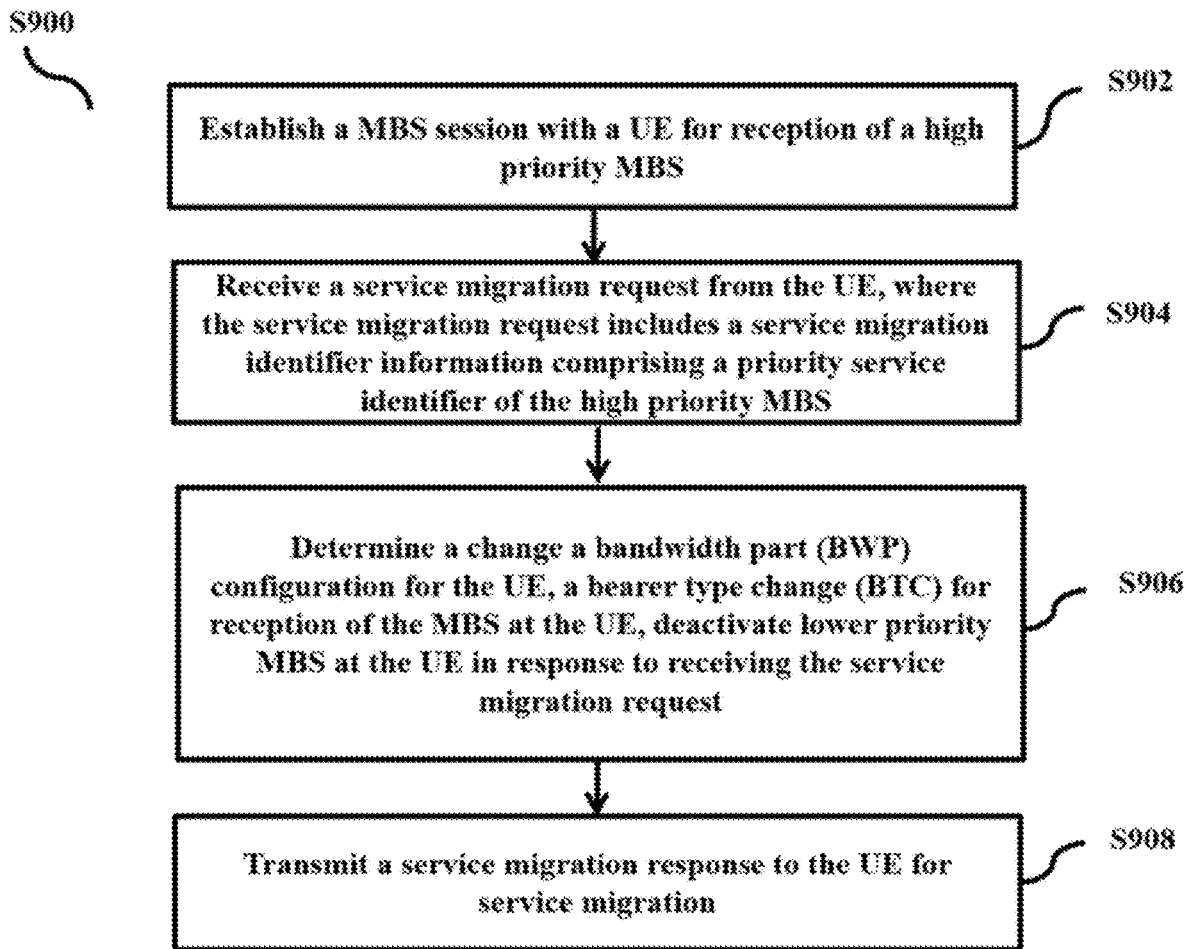 S900
S902
Establish a MBS session with a UE for reception of a high
priority MBS
Receive a service migration request from the UE, where
the service migration request includes a service migration
identifier information comprising a priority service
identifier of the high priority MBS
S904
Determine a change a bandwidth part (BWP)
configuration for the UE, a bearer type change (BTC) for
reception of the MBS at the UE, deactivate lower priority
MBS at the UE in response to receiving the service
migration request
S906
Transmit a service migration response to the UE for
service migration
S908